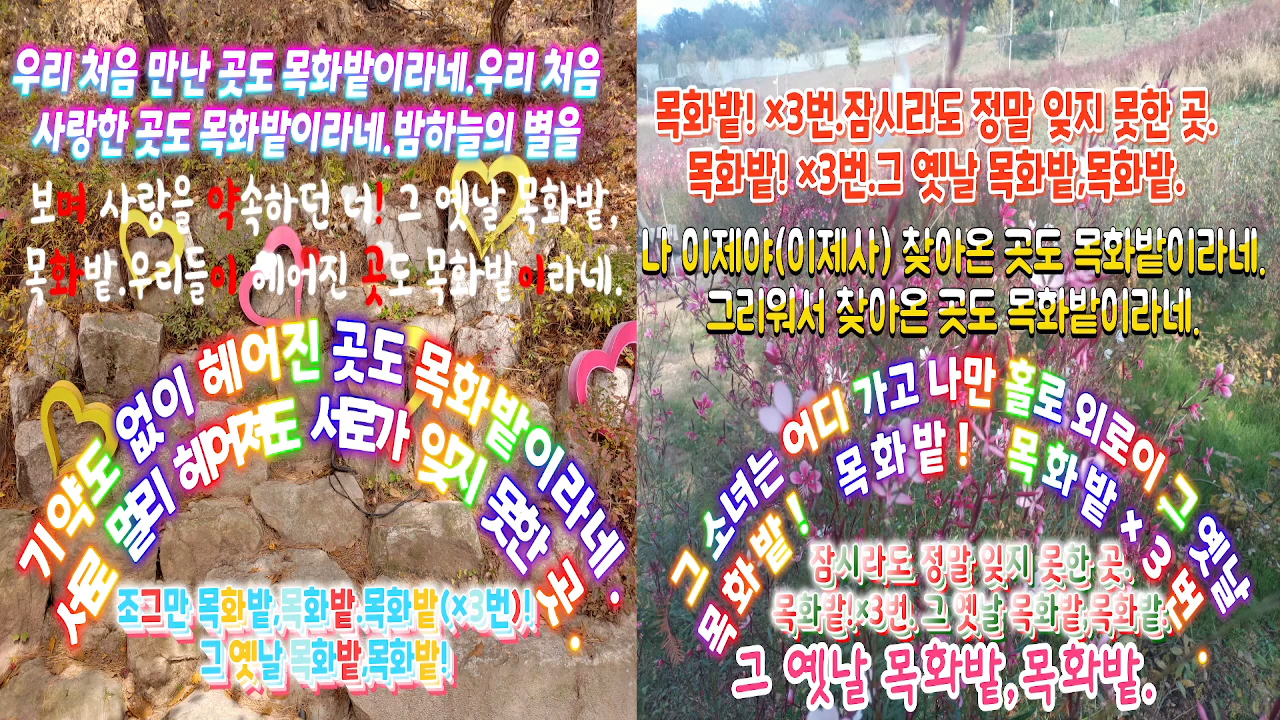 우리 처음 만난 곳도 목화밭이라네.우리 처음
사랑한 곳도 목화밭이라네.밤하늘의 별을
보며 사랑을 약속하던 너! 그 옛날 목화밭,
목화밭.우리들이 헤어진 곳도 목화밭이라네.
기약도 없이 헤어진 곳도 목화밭이라네.
서로 멀리 헤어져도 서로가 잊지 못한 곳.
조그만 목화밭,목화밭.목화밭(×3번)!
그 옛날 목화밭,목화밭!
목화밭! ×3번.잠시라도 정말 잊지 못한 곳.
목화밭! ×3번.그 옛날 목화밭,목화밭.
나 이제야(이제사) 찾아온 곳도 목화밭이라네.
그리워서 찾아온 곳도 목화밭이라네.
그 소녀는 어디 가고 나만 홀로 외로이 그 옛날
목화밭! 목화밭! 목화밭 × 3번.
잠시라도 정말 잊지 못한 곳.
목화밭!×3번. 그 옛날 목화밭,목화밭.
그 옛날 목화밭,목화밭.